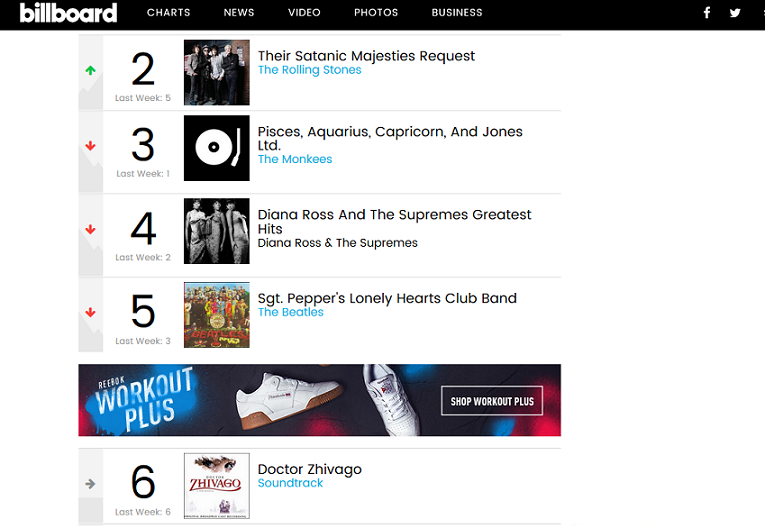 billboard CHARTS NEWS VIDEO PHOTOS BUSINESS
2
Last Week: 5
Their Satanic Majesties Request
The Rolling Stones
3
Last Week: 1
Pisces, Aquarius, Capricorn, And Jones
Ltd.
The Monkees
4
Last Week: 2
Diana Ross And The Supremes Greatest
Hits
Diana Ross & The Supremes
5
Last Week: 3
Sgt. Pepper's Lonely Hearts Club Band
The Beatles
REEBOK
WORKOUT
PLUS
SHOP WORKOUT PLUS
6
Last Week: 6
DOCTOR
ZHIVAGO
Doctor Zhivago
Soundtrack